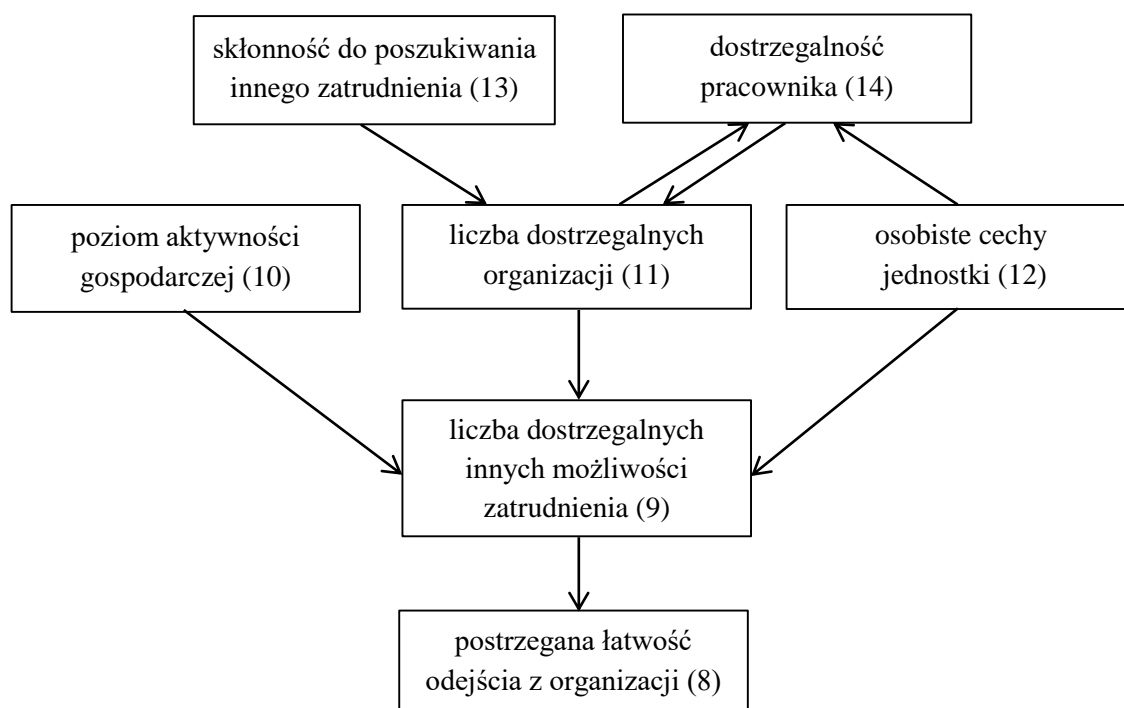 skłonność do poszukiwania
innego zatrudnienia (13)
dostrzegalność
pracownika (14)
poziom aktywności
gospodarczej (10)
liczba dostrzegalnych
organizacji (11)
osobiste cechy
jednostki (12)
liczba dostrzegalnych
innych możliwości
zatrudnienia (9)
postrzegana łatwość
odejścia z organizacji (8)